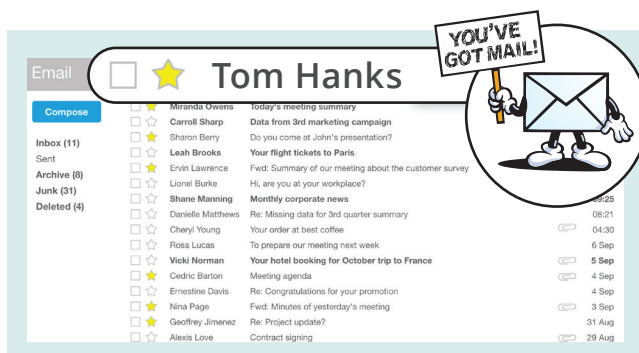 YOU'VE
GOT MAIL!
Email
Tom Hanks
Compose
Inbox (11)
Sent
Archive (8)
Junk (31)
Deleted (4)
Miranda Owens Today's meeting summary
Carroll Sharp Data from 3rd marketing campaign
Sharon Berry Do you come at John's presentation?
Leah Brooks Your flight tickets to Paris
Ervin Lawrence Fwd: Summary of our meeting about the customer survey
Lionel Burke Hi, are you at your workplace?
Shane Manning Monthly corporate news 09:25
Danielle Matthews Re: Missing data for 3rd quarter summary 08:21
Cheryl Young Your order at best coffee 04:30
Rosa Lucas To prepare our meeting next week 6 Sep
Vicki Norman Your hotel booking for October trip to France 5 Sep
Cedric Barton Meeting agenda 4 Sep
Ernestine Davis Re: Congratulations for your promotion 4 Sep
Nina Page Fwd: Minutes of yesterday's meeting 3 Sep
Geoffrey Jimenez Re: Project update? 31 Aug
Alexis Love Contract signing 29 Aug